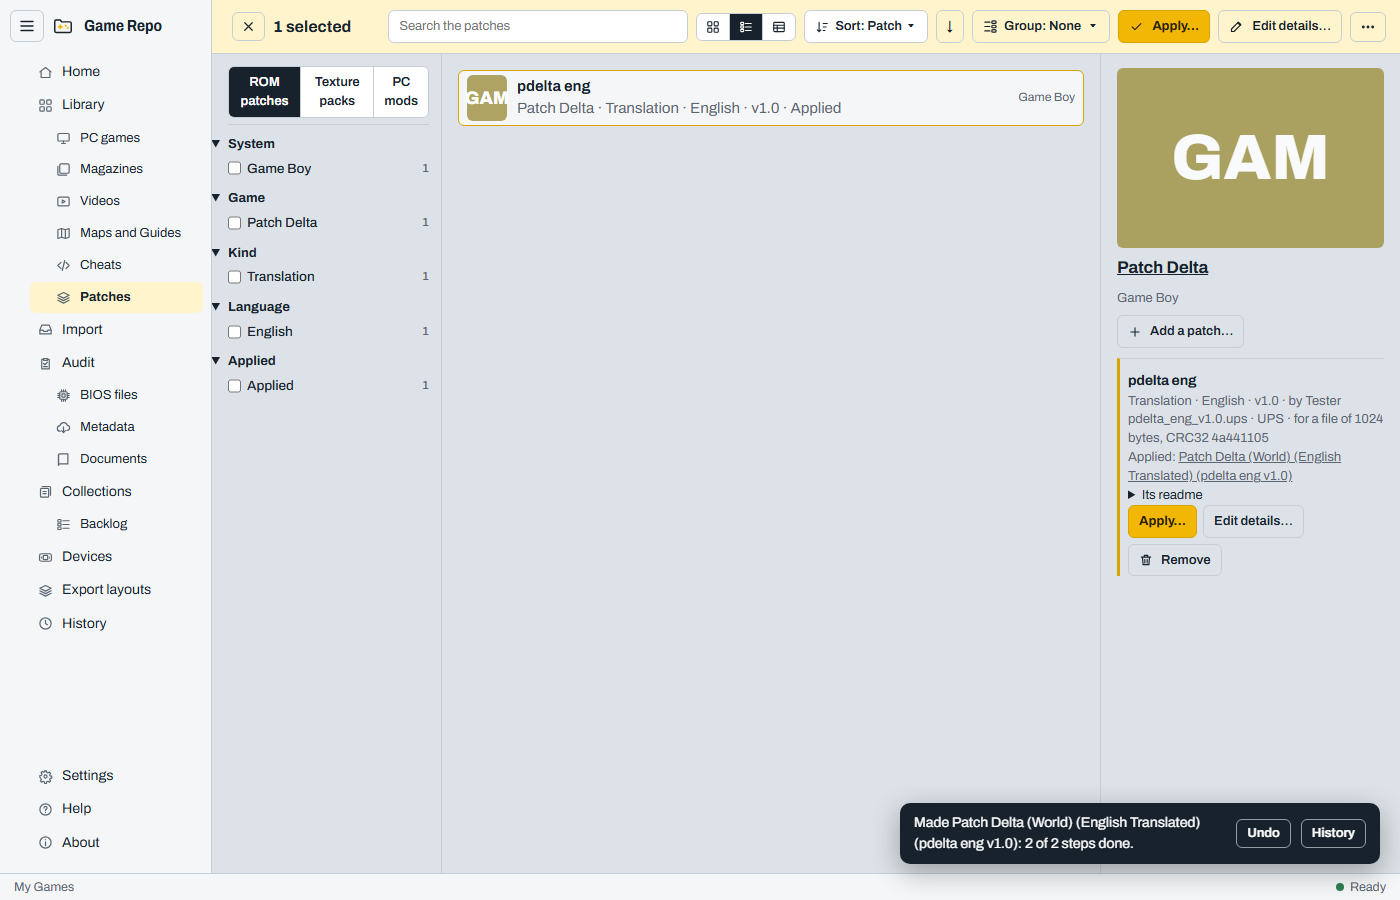 Game Repo
1 selected
Search the patches
Sort: Patch
Group: None
Apply...
Edit details...
Home
Library
PC games
Magazines
Videos
Maps and Guides
Cheats
Patches
Import
Audit
BIOS files
Metadata
Documents
Collections
Backlog
Devices
Export layouts
History
Settings
Help
About
ROM patches
Texture packs
PC mods
System
Game Boy 1
Game
Patch Delta 1
Kind
Translation 1
Language
English 1
Applied
Applied 1
GAM
pdelta eng
Patch Delta · Translation · English · v1.0 · Applied
Game Boy
GAM
Patch Delta
Game Boy
Add a patch...
pdelta eng
Translation · English · v1.0 · by Tester
pdelta_eng_v1.0.ups · UPS · for a file of 1024
bytes, CRC32 4a441105
Applied: Patch Delta (World) (English
Translated) (pdelta eng v1.0)
Its readme
Apply...
Edit details...
Remove
Made Patch Delta (World) (English Translated)
(pdelta eng v1.0): 2 of 2 steps done.
Undo
History
My Games
Ready